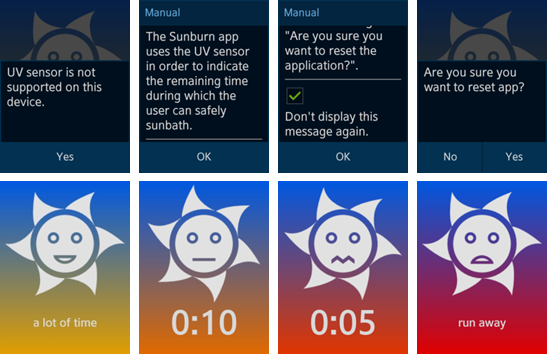 UV sensor is not
supported on this
device.
Yes
Manual
The Sunburn app
uses the UV sensor
in order to indicate
the remaining time
during which the
user can safely
sunbath.
OK
Manual
"Are you sure you
want to reset the
application?".
Don't display this
message again.
OK
Are you sure you
want to reset app?
No
Yes
a lot of time
0:10
0:05
run away